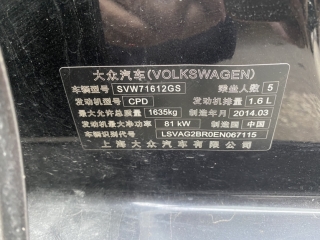 大众汽车(VOLKSWAGEN)
车辆型号 SVW71612GS 乘坐人数 5
发动机型号 CPD 发动机排量 1.6 L
最大允许总质量 1635kg 制造年月 2014.03
发动机最大净功率 81 kW 制造国 中国
车辆识别代号 LSVAG2BR0EN067115
上海大众汽车有限公司